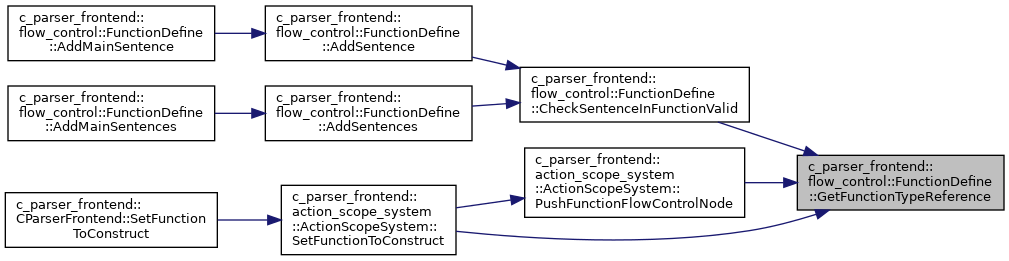 c_parser_frontend::
flow_control::FunctionDefine
::AddMainSentence
c_parser_frontend::
flow_control::FunctionDefine
::AddSentence
c_parser_frontend::
flow_control::FunctionDefine
::CheckSentenceInFunctionValid
c_parser_frontend::
flow_control::FunctionDefine
::AddMainSentences
c_parser_frontend::
flow_control::FunctionDefine
::AddSentences
c_parser_frontend::
action_scope_system
::ActionScopeSystem::
PushFunctionFlowControlNode
c_parser_frontend::
flow_control::FunctionDefine
::GetFunctionTypeReference
c_parser_frontend::
CParserFrontend::SetFunction
ToConstruct
c_parser_frontend::
action_scope_system
::ActionScopeSystem::
SetFunctionToConstruct